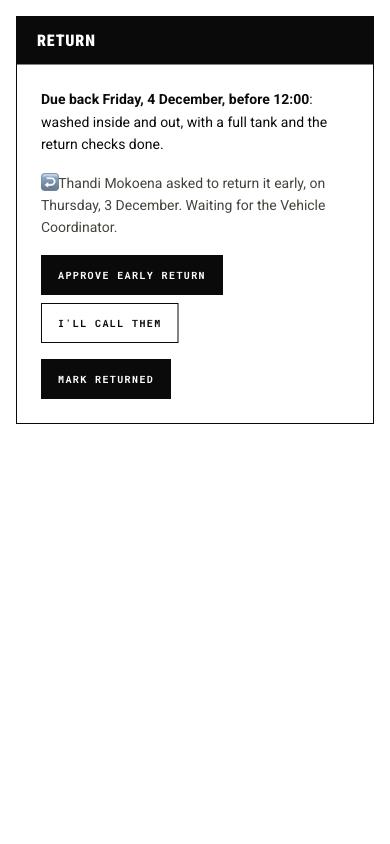 RETURN
Due back Friday, 4 December, before 12:00:
washed inside and out, with a full tank and the
return checks done.
↩️Thandi Mokoena asked to return it early, on
Thursday, 3 December. Waiting for the Vehicle
Coordinator.
APPROVE EARLY RETURN
I'LL CALL THEM
MARK RETURNED